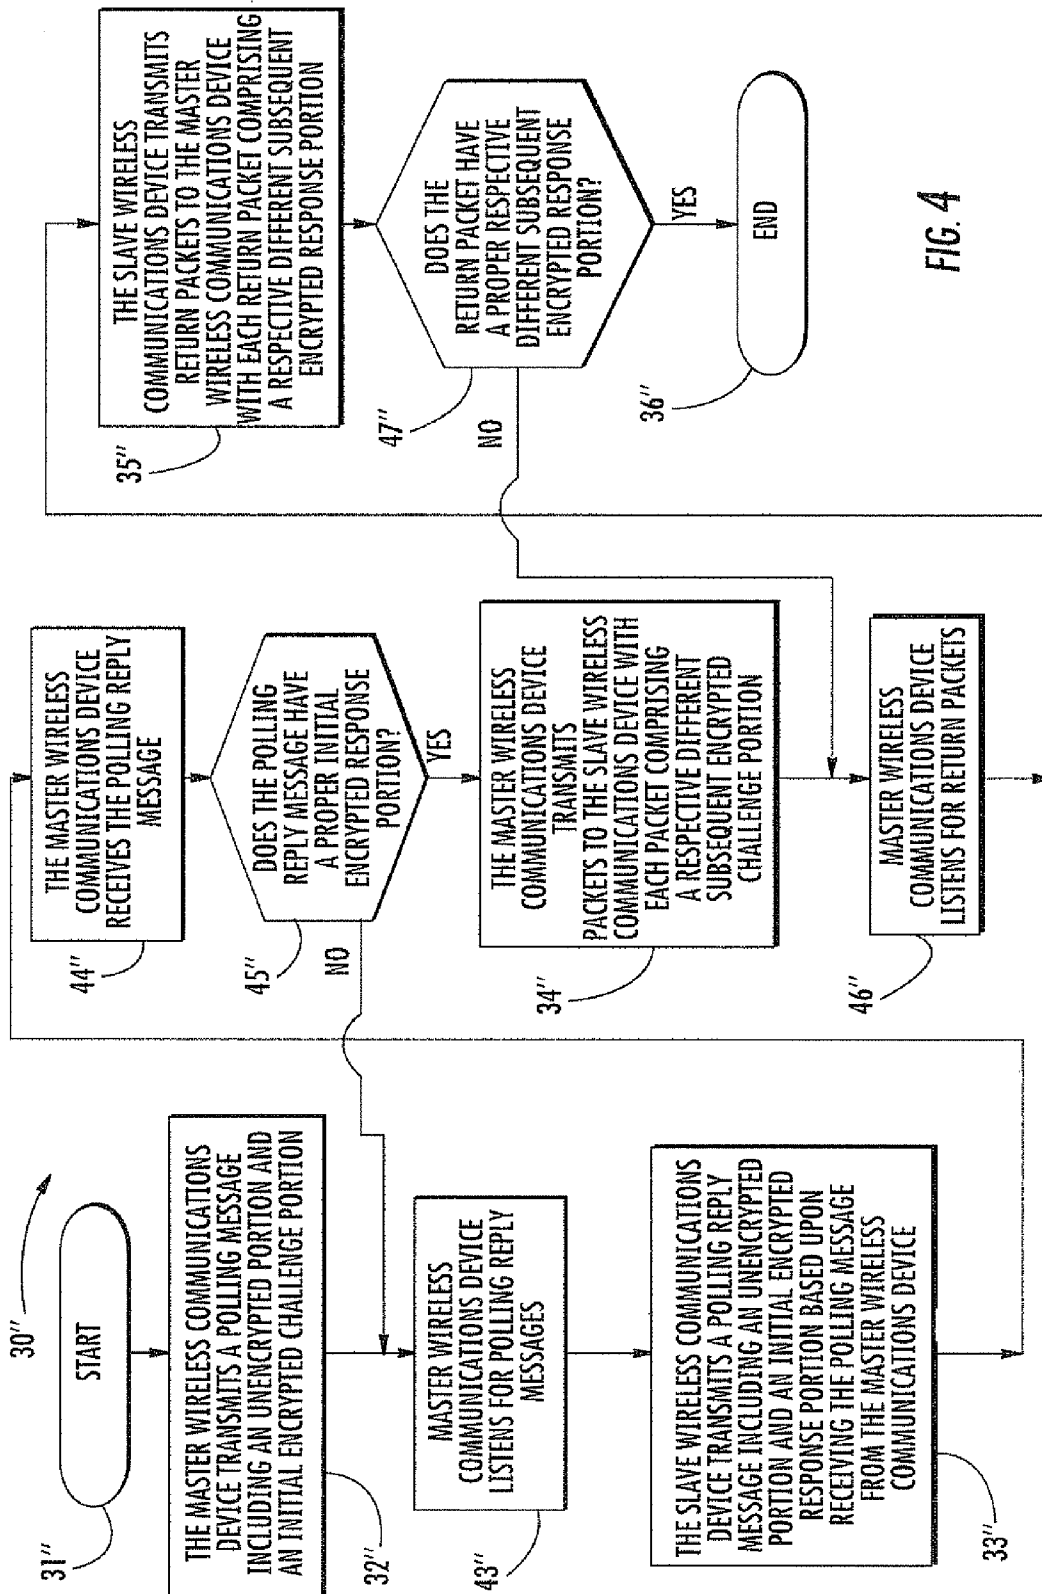 30"
START
31"
THE MASTER WIRELESS COMMUNICATIONS
DEVICE TRANSMITS A POLLING MESSAGE
INCLUDING AN UNENCRYPTED PORTION AND
AN INITIAL ENCRYPTED CHALLENGE PORTION
32"
MASTER WIRELESS
COMMUNICATIONS DEVICE
LISTENS FOR POLLING REPLY
MESSAGES
43"
THE SLAVE WIRELESS COMMUNICATIONS
DEVICE TRANSMITS A POLLING REPLY
MESSAGE INCLUDING AN UNENCRYPTED
PORTION AND AN INITIAL ENCRYPTED
RESPONSE PORTION BASED UPON
RECEIVING THE POLLING MESSAGE
FROM THE MASTER WIRELESS
COMMUNICATIONS DEVICE
33"
THE MASTER WIRELESS
COMMUNICATIONS DEVICE
RECEIVES THE POLLING REPLY
MESSAGE
44"
DOES THE POLLING
REPLY MESSAGE HAVE
A PROPER INITIAL
ENCRYPTED RESPONSE
PORTION?
45"
NO
YES
THE MASTER WIRELESS
COMMUNICATIONS DEVICE
TRANSMITS
PACKETS TO THE SLAVE WIRELESS
COMMUNICATIONS DEVICE WITH
EACH PACKET COMPRISING
A RESPECTIVE DIFFERENT
SUBSEQUENT ENCRYPTED
CHALLENGE PORTION
34"
MASTER WIRELESS
COMMUNICATIONS DEVICE
LISTENS FOR RETURN PACKETS
46"
THE SLAVE WIRELESS
COMMUNICATIONS DEVICE TRANSMITS
RETURN PACKETS TO THE MASTER
WIRELESS COMMUNICATIONS DEVICE
WITH EACH RETURN PACKET COMPRISING
A RESPECTIVE DIFFERENT SUBSEQUENT
ENCRYPTED RESPONSE PORTION
35"
DOES THE
RETURN PACKET HAVE
A PROPER RESPECTIVE
DIFFERENT SUBSEQUENT
ENCRYPTED RESPONSE
PORTION?
47"
NO
YES
END
36"
FIG. 4